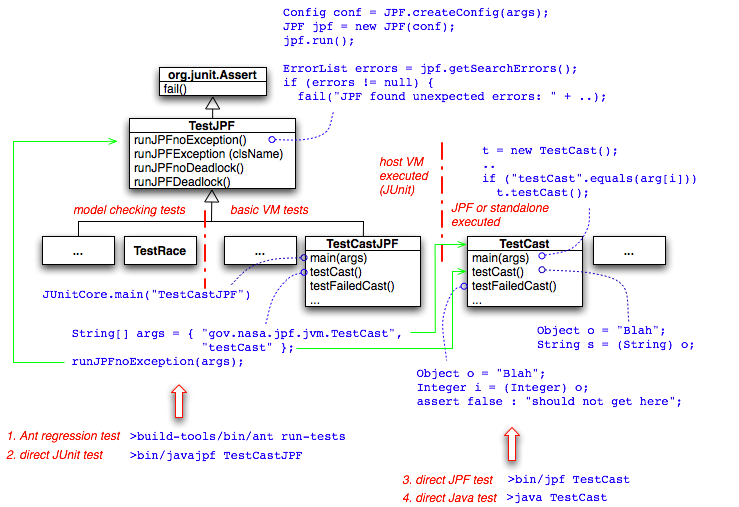 Config conf = JPF.createConfig(args);
JPF jpf = new JPF(conf);
jpf.run();
ErrorList errors = jpf.getSearchErrors();
if (errors != null) {
fail("JPF found unexpected errors: " + ..);
org.junit.Assert
fail()
TestJPF
runJPFnoException()
runJPFException (clsName)
runJPFnoDeadlock()
runJPFDeadlock()
host VM
executed
(JUnit)
t = new TestCast();
..
if ("testCast".equals(arg[i]))
t.testCast();
model checking tests
basic VM tests
JPF or standalone
executed
...
TestRace
...
TestCastJPF
main(args)
testCast()
testFailedCast()
...
TestCast
main(args)
testCast()
testFailedCast()
...
...
JUnitCore.main("TestCastJPF")
String[] args = { "gov.nasa.jpf.jvm.TestCast",
"testCast" };
runJPFnoException(args);
Object o = "Blah";
String s = (String) o;
Object o = "Blah";
Integer i = (Integer) o;
assert false : "should not get here";
1. Ant regression test >build-tools/bin/ant run-tests
2. direct JUnit test >bin/javajpf TestCastJPF
3. direct JPF test >bin/jpf TestCast
4. direct Java test >java TestCast